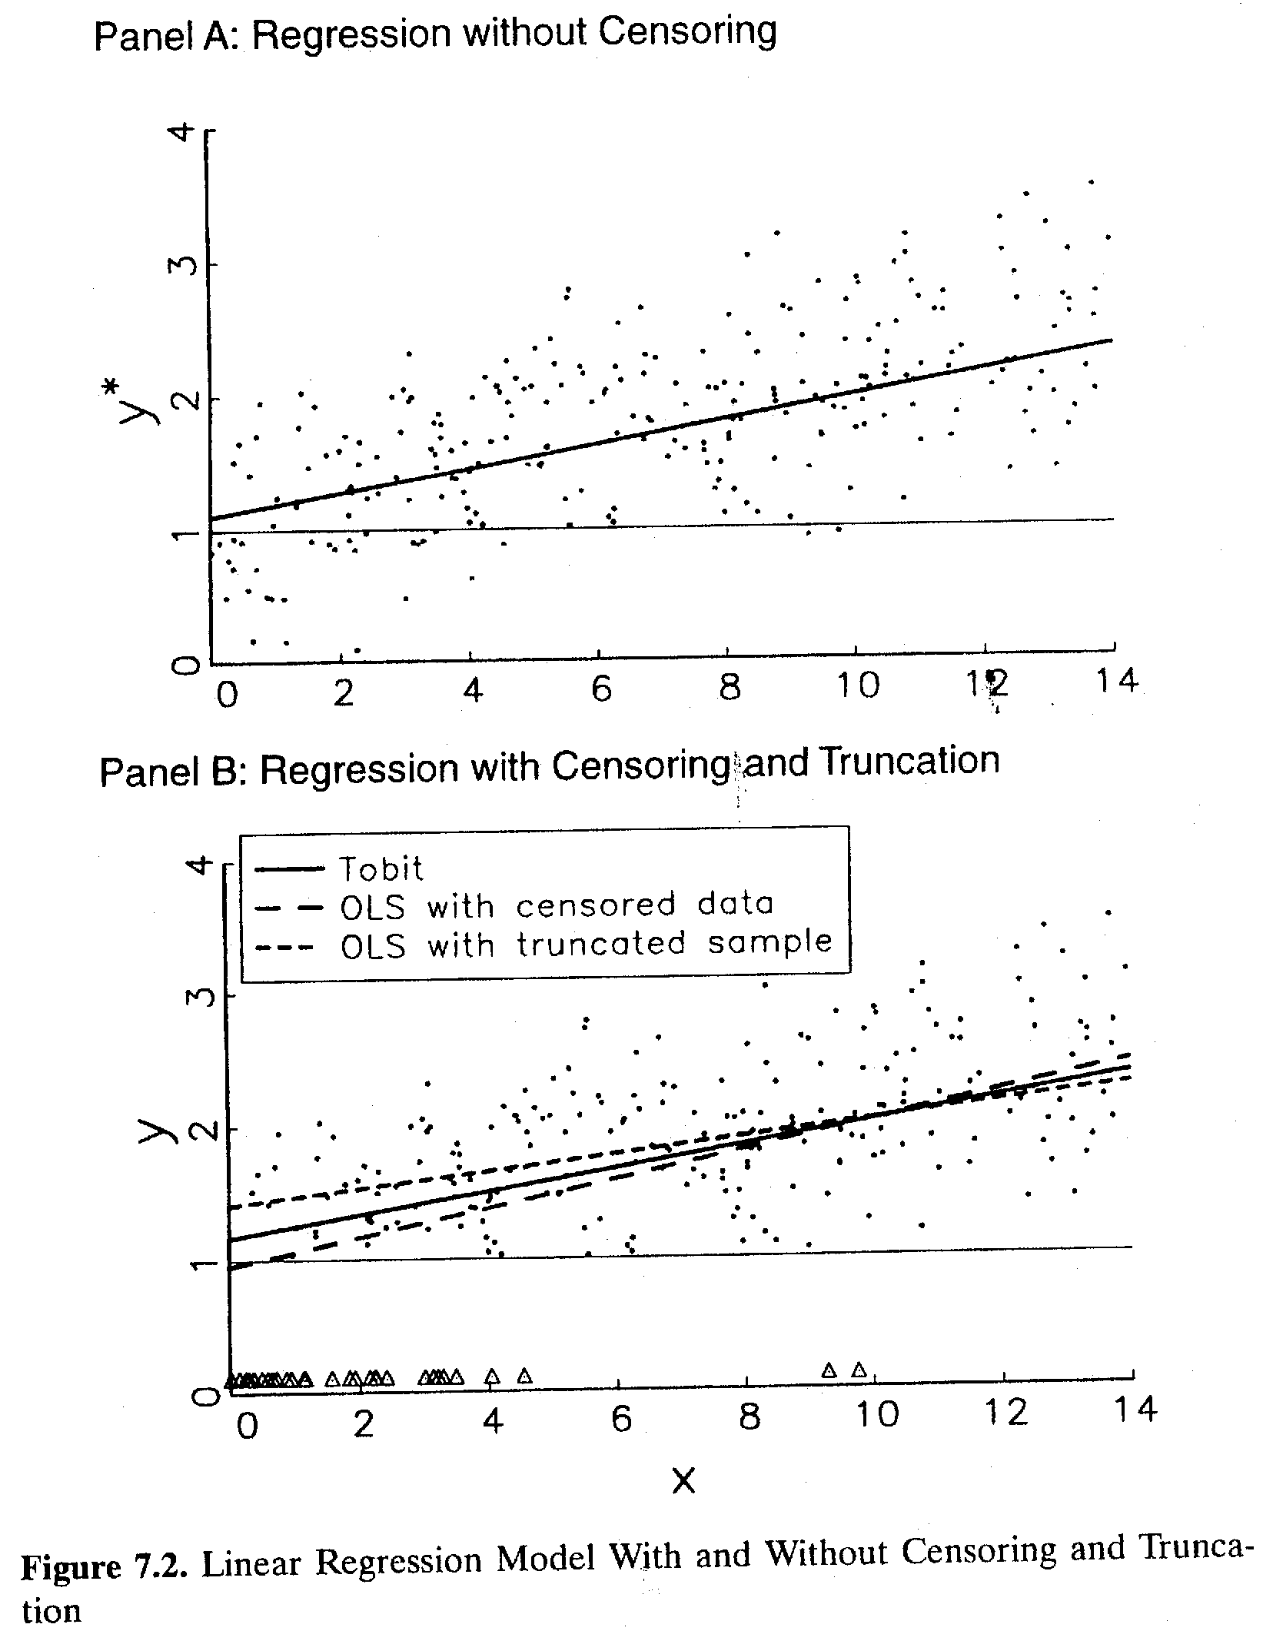 Panel A: Regression without Censoring
4
3
2
1
0
y*
0 2 4 6 8 10 12 14
Panel B: Regression with Censoring and Truncation
Tobit
OLS with censored data
OLS with truncated sample
4
3
2
1
0
y
0 2 4 6 8 10 12 14
x
Figure 7.2. Linear Regression Model With and Without Censoring and Trunca-
tion